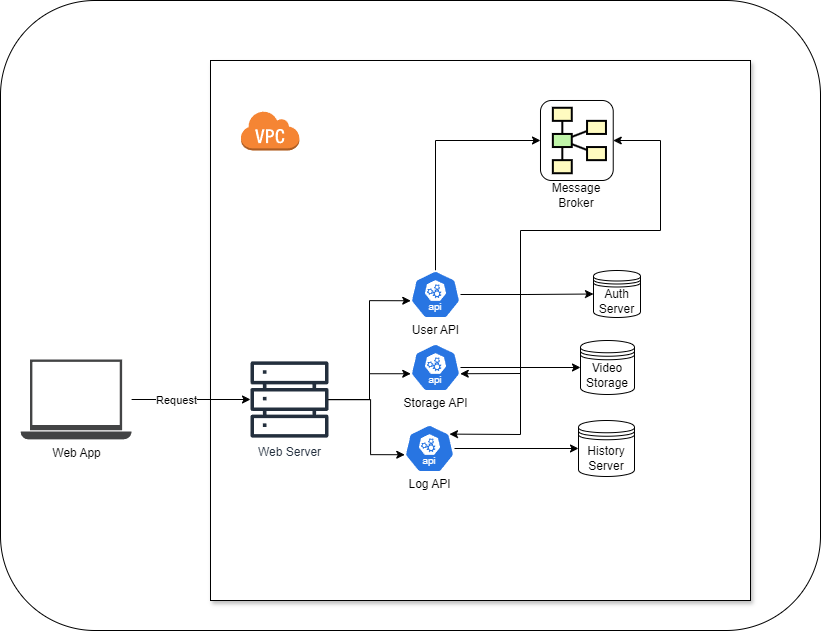 VPC
Message
Broker
api
User API
Auth
Server
api
Storage API
Video
Storage
Request
Web App
Web Server
api
Log API
History
Server